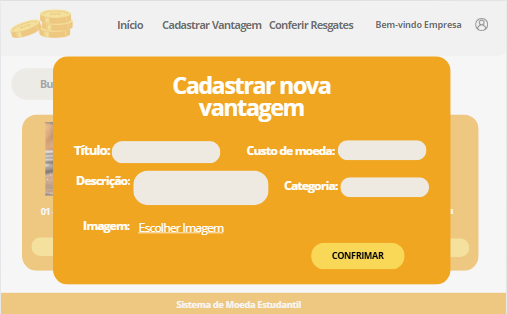 Início Cadastrar Vantagem Conferir Resgates Bem-vindo Empresa
Bu
Cadastrar nova
vantagem
Título: Custo de moeda:
Descrição: Categoria:
01
Imagem: Escolher Imagem
CONFRIMAR
Sistema de Moeda Estudantil